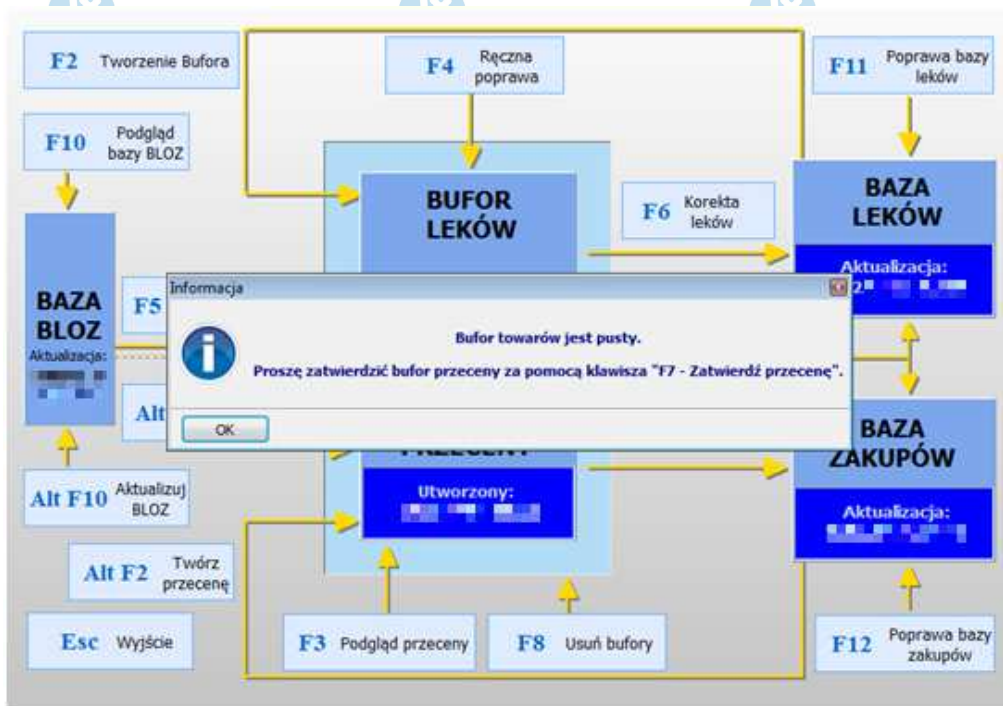 F2 Tworzenie Bufora
F4 Ręczna
poprawa
F11 Poprawa bazy
leków
F10 Podgląd
bazy BLOZ
BUFOR
LEKÓW
F6 Korekta
leków
BAZA
LEKÓW
Aktualizacja:
BAZA
BLOZ
Aktualizacja:
F5
Informacja
Bufor towarów jest pusty.
Proszę zatwierdzić bufor przeceny za pomocą klawisza "F7 - Zatwierdź przecenę".
OK
Alt
BAZA
ZAKUPÓW
Aktualizacja:
Utworzony:
Alt F10 Aktualizuj
BLOZ
Alt F2 Twórz
przecenę
Esc Wyjście
F3 Podgląd przeceny
F8 Usuń bufory
F12 Poprawa bazy
zakupów